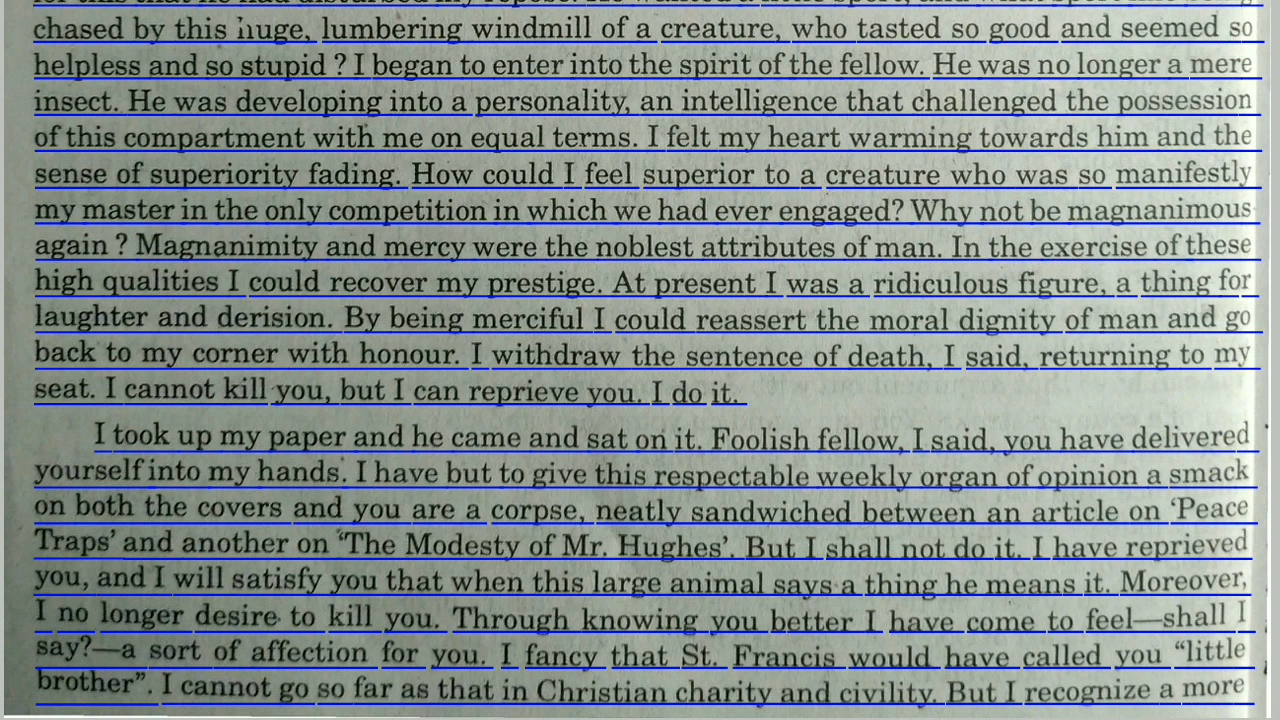 chased by this huge, lumbering windmill of a creature, who tasted so good and seemed so
helpless and so stupid ? I began to enter into the spirit of the fellow. He was no longer a mere
insect. He was developing into a personality, an intelligence that challenged the possession
of this compartment with me on equal terms. I felt my heart warming towards him and the
sense of superiority fading. How could I feel superior to a creature who was so manifestly
my master in the only competition in which we had ever engaged? Why not be magnanimous
again ? Magnanimity and mercy were the noblest attributes of man. In the exercise of these
high qualities I could recover my prestige. At present I was a ridiculous figure, a thing for
laughter and derision. By being merciful I could reassert the moral dignity of man and go
back to my corner with honour. I withdraw the sentence of death, I said, returning to my
seat. I cannot kill you, but I can reprieve you. I do it.
I took up my paper and he came and sat on it. Foolish fellow, I said, you have delivered
yourself into my hands. I have but to give this respectable weekly organ of opinion a smack
on both the covers and you are a corpse, neatly sandwiched between an article on ‘Peace
Traps’ and another on ‘The Modesty of Mr. Hughes’. But I shall not do it. I have reprieved
you, and I will satisfy you that when this large animal says a thing he means it. Moreover,
I no longer desire to kill you. Through knowing you better I have come to feel—shall I
say?—a sort of affection for you. I fancy that St. Francis would have called you “little
brother”. I cannot go so far as that in Christian charity and civility. But I recognize a more